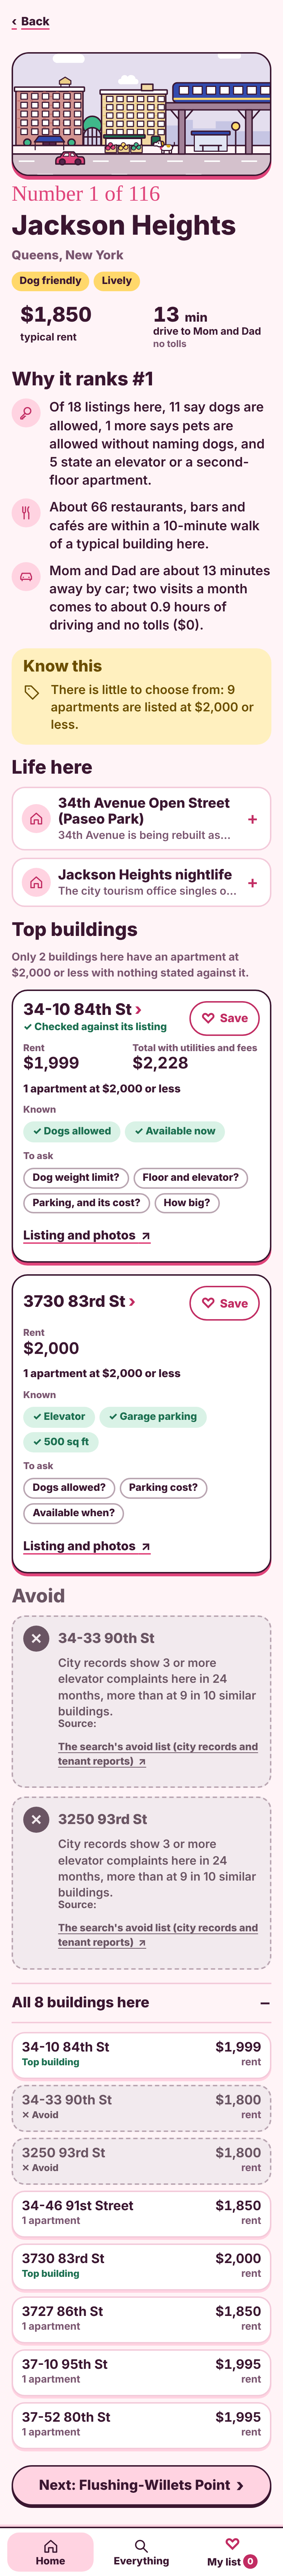 ‹ Back
Number 1 of 116
Jackson Heights
Queens, New York
Dog friendly Lively
$1,850
typical rent
13 min
drive to Mom and Dad
no tolls
Why it ranks #1
Of 18 listings here, 11 say dogs are
allowed, 1 more says pets are
allowed without naming dogs, and
5 state an elevator or a second-
floor apartment.
About 66 restaurants, bars and
cafés are within a 10-minute walk
of a typical building here.
Mom and Dad are about 13 minutes
away by car; two visits a month
comes to about 0.9 hours of
driving and no tolls ($0).
Know this
There is little to choose from: 9
apartments are listed at $2,000 or
less.
Life here
34th Avenue Open Street
(Paseo Park)
34th Avenue is being rebuilt as...
+
Jackson Heights nightlife
The city tourism office singles o...
+
Top buildings
Only 2 buildings here have an apartment at
$2,000 or less with nothing stated against it.
34-10 84th St ›
✓ Checked against its listing
Save
Rent
$1,999
Total with utilities and fees
$2,228
1 apartment at $2,000 or less
Known
✓ Dogs allowed ✓ Available now
To ask
Dog weight limit? Floor and elevator?
Parking, and its cost? How big?
Listing and photos ↗
3730 83rd St ›
Save
Rent
$2,000
1 apartment at $2,000 or less
Known
✓ Elevator ✓ Garage parking
✓ 500 sq ft
To ask
Dogs allowed? Parking cost?
Available when?
Listing and photos ↗
Avoid
✕ 34-33 90th St
City records show 3 or more
elevator complaints here in 24
months, more than at 9 in 10 similar
buildings.
Source:
The search's avoid list (city records and
tenant reports) ↗
✕ 3250 93rd St
City records show 3 or more
elevator complaints here in 24
months, more than at 9 in 10 similar
buildings.
Source:
The search's avoid list (city records and
tenant reports) ↗
All 8 buildings here −
34-10 84th St $1,999
Top building
34-33 90th St $1,800
✕ Avoid rent
3250 93rd St $1,800
✕ Avoid rent
34-46 91st Street $1,850
1 apartment rent
3730 83rd St $2,000
Top building rent
3727 86th St $1,850
1 apartment rent
37-10 95th St $1,995
1 apartment rent
37-52 80th St $1,995
1 apartment rent
Next: Flushing-Willets Point ›
Home Everything My list 0